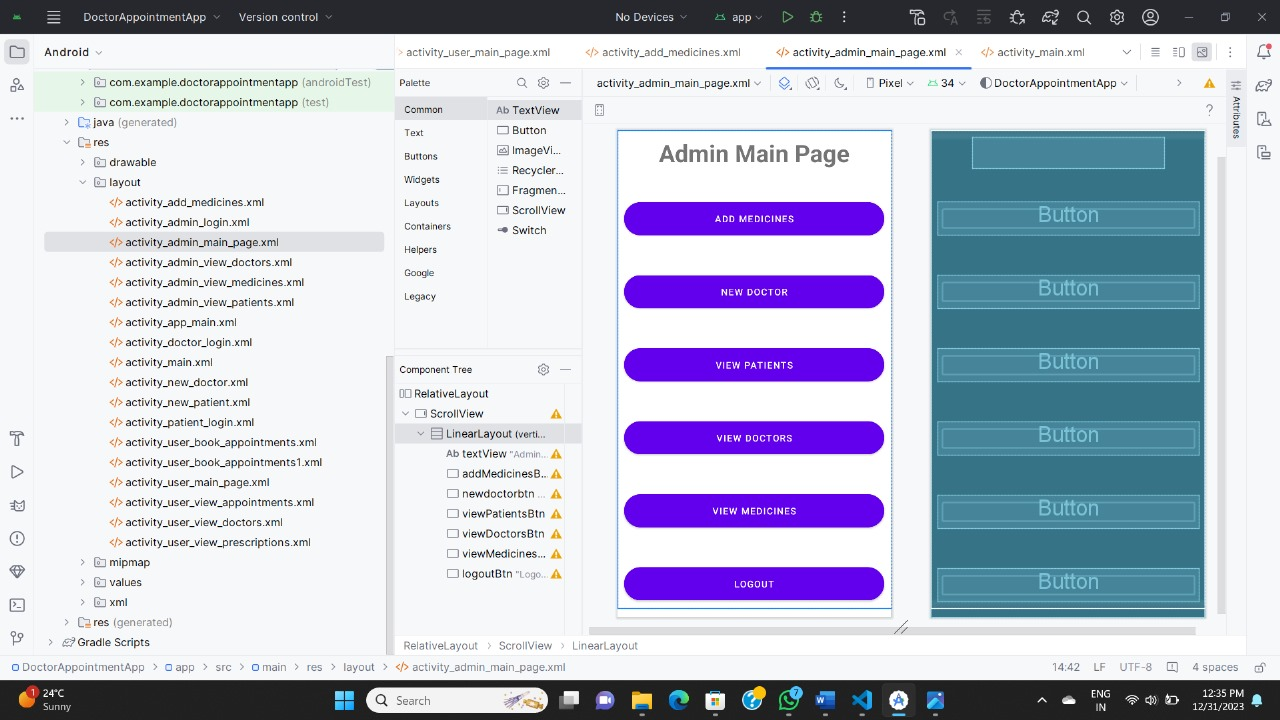 DoctorAppointmentApp
Version control
No Devices
app
Android
activity_user_main_page.xml
activity_add_medicines.xml
activity_admin_main_page.xml
activity_main.xml
com.example.doctorappointmentapp (androidTest)
com.example.doctorappointmentapp (test)
java (generated)
res
drawable
layout
activity_add_medicines.xml
activity_admin_login.xml
activity_admin_main_page.xml
activity_admin_view_doctors.xml
activity_admin_view_medicines.xml
activity_admin_view_patients.xml
activity_app_main.xml
activity_doctor_login.xml
activity_main.xml
activity_new_doctor.xml
activity_new_patient.xml
activity_patient_login.xml
activity_user_book_appointments.xml
activity_user_book_appointments1.xml
activity_user_main_page.xml
activity_user_view_appointments.xml
activity_user_view_doctors.xml
activity_user_view_prescriptions.xml
mipmap
values
xml
res (generated)
Gradle Scripts
Palette
Common
Text
Buttons
Widgets
Layouts
Containers
Helpers
Google
Legacy
Ab TextView
Button
ImageVi...
Recycler...
Fragmen...
ScrollView
Switch
Component Tree
RelativeLayout
ScrollView
LinearLayout (verti...
Ab textView "Admin...
addMedicinesB...
newdoctorbtn ...
viewPatientsBtn
viewDoctorsBtn
viewMedicines...
logoutBtn "Logo...
activity_admin_main_page.xml
Pixel
34
DoctorAppointmentApp
?
Attributes
Admin Main Page
ADD MEDICINES
NEW DOCTOR
VIEW PATIENTS
VIEW DOCTORS
VIEW MEDICINES
LOGOUT
Button
Button
Button
Button
Button
Button
RelativeLayout > ScrollView > LinearLayout
DoctorAppointmentApp > app > src > main > res > layout > activity_admin_main_page.xml
14:42 LF UTF-8 4 spaces
1
24°C
Sunny
Search
7
ENG
IN
12:35 PM
12/31/2023